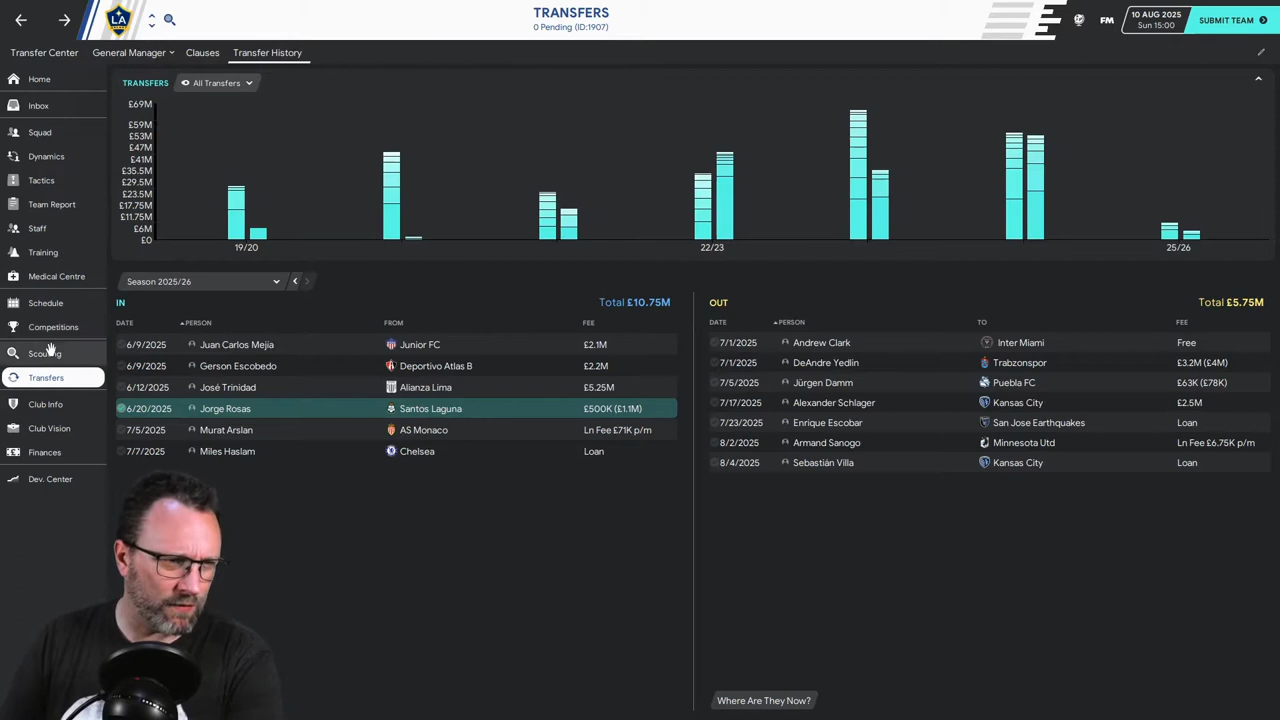 LA
TRANSFERS
0 Pending (ID:1907)
FM
10 AUG 2025
Sun 15:00
SUBMIT TEAM
Transfer Center
General Manager
Clauses
Transfer History
Home
Inbox
Squad
Dynamics
Tactics
Team Report
Staff
Training
Medical Centre
Schedule
Competitions
Scouting
Transfers
Club Info
Club Vision
Finances
Dev. Center
TRANSFERS
All Transfers
£69M
£59M
£53M
£47M
£41M
£35.5M
£29.5M
£23.5M
£17.75M
£11.75M
£6M
£0
19/20
22/23
25/26
Season 2025/26
IN
Total £10.75M
DATE PERSON FROM FEE
6/9/2025 Juan Carlos Mejia Junior FC £2.1M
6/9/2025 Gerson Escobedo Deportivo Atlas B £2.2M
6/12/2025 José Trinidad Alianza Lima £5.25M
6/20/2025 Jorge Rosas Santos Laguna £500K (£1.1M)
7/5/2025 Murat Arslan AS Monaco Ln Fee £71K p/m
7/7/2025 Miles Haslam Chelsea Loan
OUT
Total £5.75M
DATE PERSON TO FEE
7/1/2025 Andrew Clark Inter Miami Free
7/1/2025 DeAndre Yedlin Trabzonspor £3.2M (£4M)
7/5/2025 Jürgen Damm Puebla FC £63K (£78K)
7/17/2025 Alexander Schlager Kansas City £2.5M
7/23/2025 Enrique Escobar San Jose Earthquakes Loan
8/2/2025 Armand Sanogo Minnesota Utd Ln Fee £6.75K p/m
8/4/2025 Sebastián Villa Kansas City Loan
Where Are They Now?